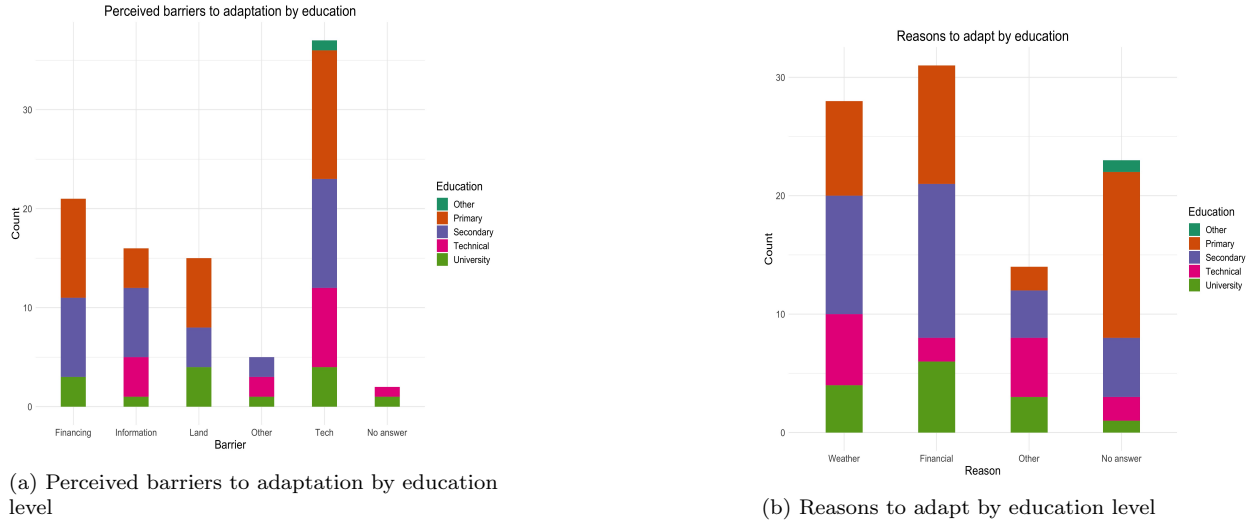 Perceived barriers to adaptation by education
Count
30
20
10
0
Financing
Information
Land
Other
Tech
No answer
Barrier
Education
Other
Primary
Secondary
Technical
University
(a) Perceived barriers to adaptation by education
level
Reasons to adapt by education
Count
30
20
10
0
Weather
Financial
Other
No answer
Reason
Education
Other
Primary
Secondary
Technical
University
(b) Reasons to adapt by education level